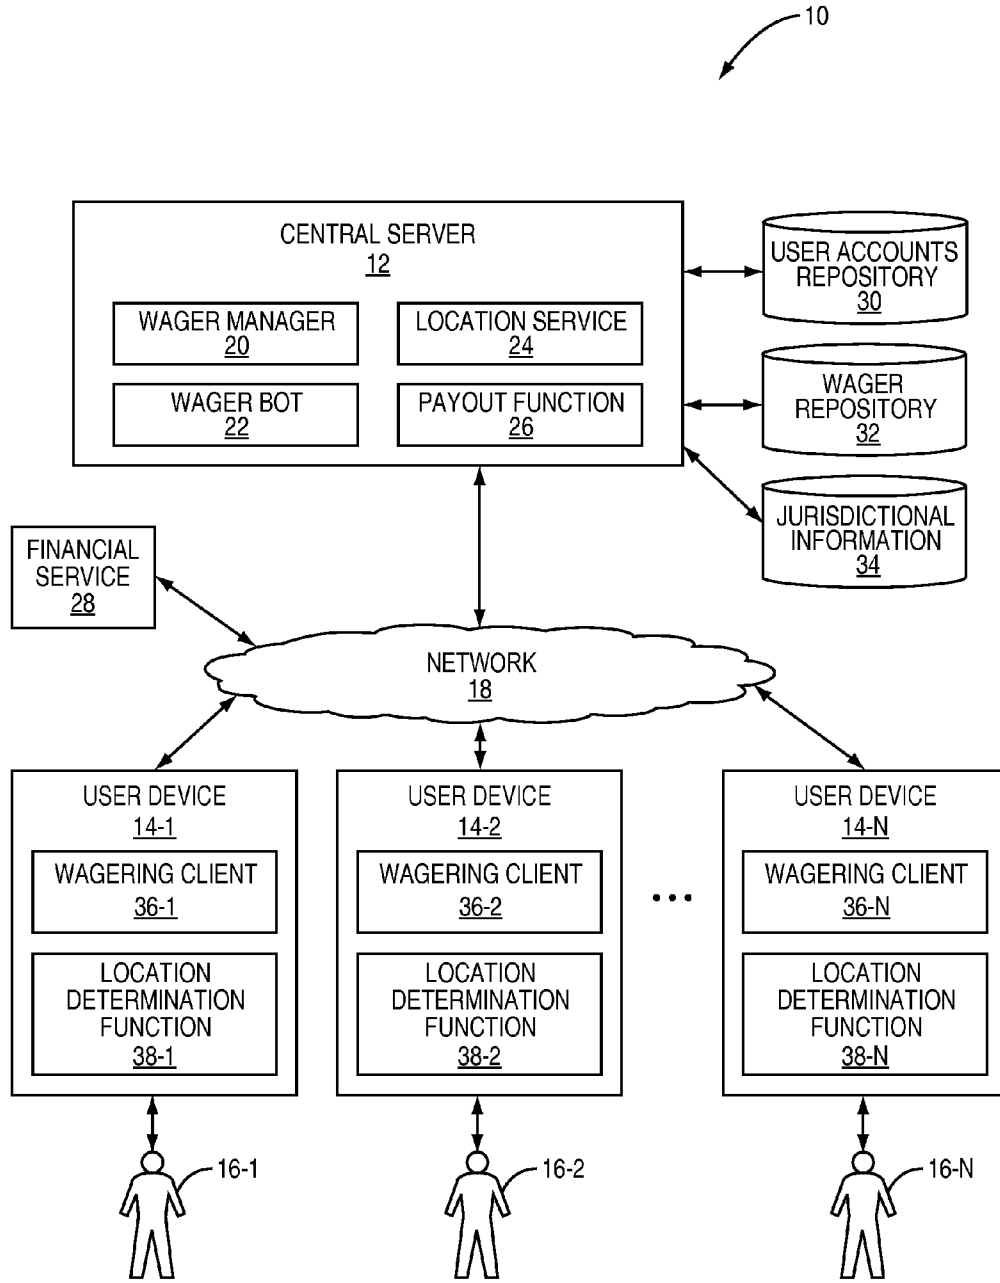 10
CENTRAL SERVER
12
WAGER MANAGER
20
LOCATION SERVICE
24
WAGER BOT
22
PAYOUT FUNCTION
26
USER ACCOUNTS
REPOSITORY
30
WAGER
REPOSITORY
32
JURISDICTIONAL
INFORMATION
34
FINANCIAL
SERVICE
28
NETWORK
18
USER DEVICE
14-1
WAGERING CLIENT
36-1
LOCATION
DETERMINATION
FUNCTION
38-1
16-1
USER DEVICE
14-2
WAGERING CLIENT
36-2
LOCATION
DETERMINATION
FUNCTION
38-2
16-2
•••
USER DEVICE
14-N
WAGERING CLIENT
36-N
LOCATION
DETERMINATION
FUNCTION
38-N
16-N